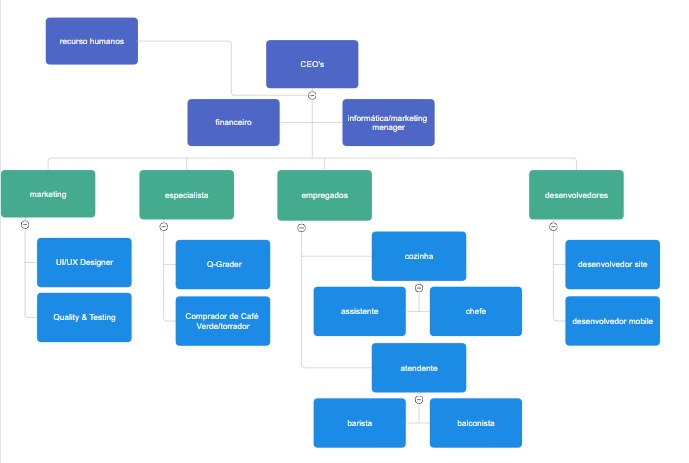 recurso humanos
CEO's
financeiro
informática/marketing
menager
marketing
especialista
empregados
desenvolvedores
UI/UX Designer
Q-Grader
cozinha
desenvolvedor site
Quality & Testing
Comprador de Café
Verde/torrador
assistente
chefe
desenvolvedor mobile
atendente
barista
balconista